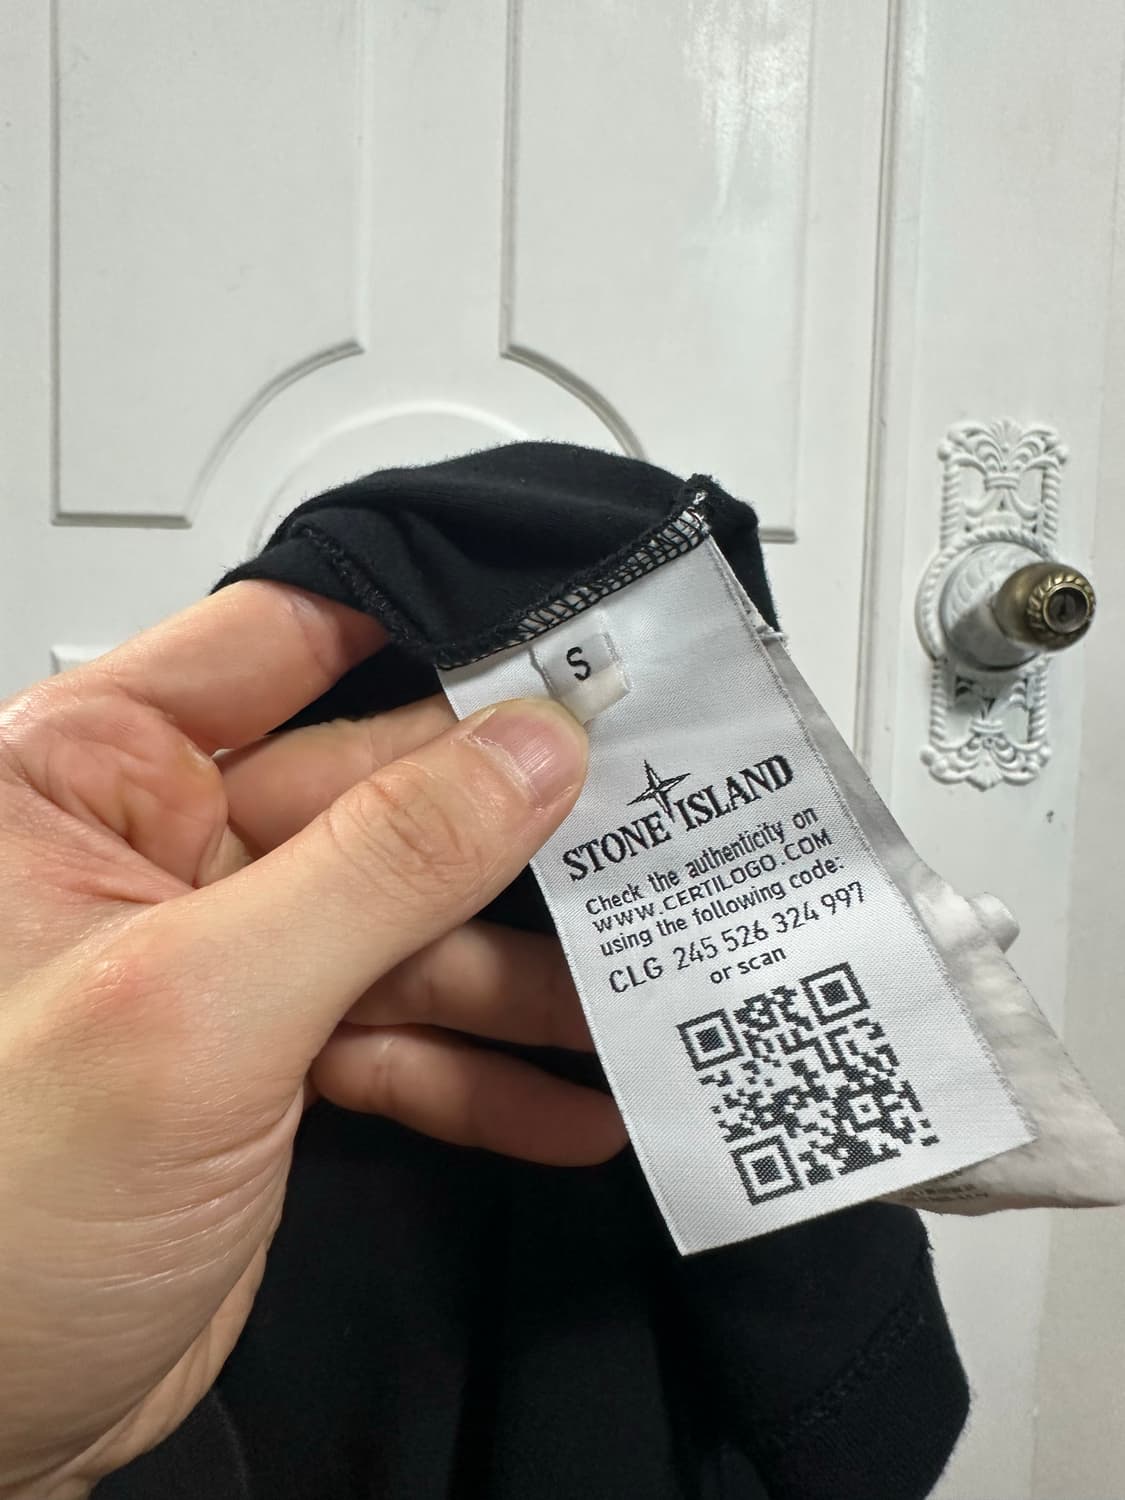 S
STONE ISLAND
Check the authenticity on
WWW.CERTILOGO.COM
using the following code:
CLG 245 526 324 997
or scan